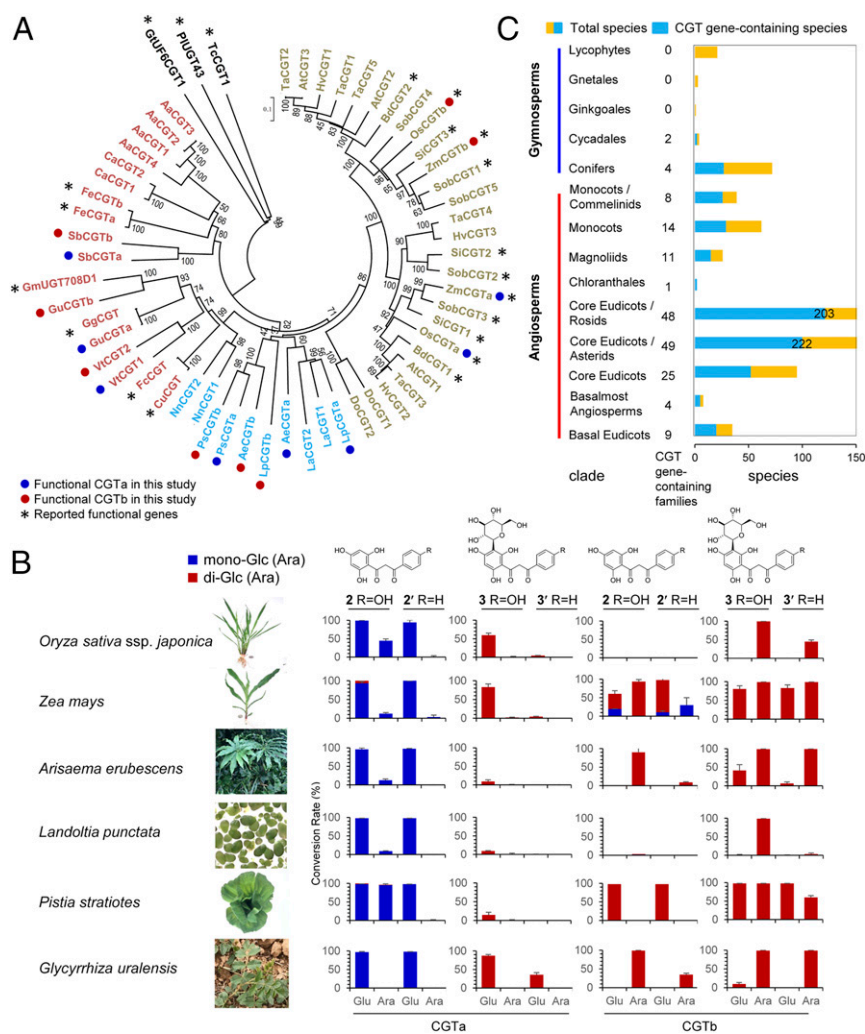 A
GtUF6CGT1
PlUGT43
TcCGT1
0.1
TaCGT2
AtCGT3
HvCGT1
TaCGT1
TaCGT5
AtCGT2
BdCGT2
SobCGT4
OsCGTb
SiCGT3
ZmCGTb
SobCGT1
SobCGT5
TaCGT4
HvCGT3
SiCGT2
SobCGT2
ZmCGTa
SobCGT3
SiCGT1
OsCGTa
BdCGT1
AtCGT1
TaCGT3
HvCGT2
DoCGT1
DoCGT2
LpCGTa
LaCGT1
LaCGT2
AeCGTa
LpCGTb
AeCGTb
PsCGTa
PsCGTb
NnCGT1
NnCGT2
CuCGT
FcCGT
VtCGT1
VtCGT2
GuCGTa
GgCGT
GuCGTb
GmUGT708D1
SbCGTa
SbCGTb
FeCGTa
FeCGTb
CaCGT1
CaCGT2
AaCGT4
AaCGT1
AaCGT2
AaCGT3
Functional CGTa in this study
Functional CGTb in this study
* Reported functional genes
C
Total species
CGT gene-containing species
Gymnosperms
Lycophytes 0
Gnetales 0
Ginkgoales 0
Cycadales 2
Conifers 4
Angiosperms
Monocots / Commelinids 8
Monocots 14
Magnoliids 11
Chloranthales 1
Core Eudicots / Rosids 48 203
Core Eudicots / Asterids 49 222
Core Eudicots 25
Basalmost Angiosperms 4
Basal Eudicots 9
0 50 100 150
clade
CGT gene-containing families
species
B
mono-Glc (Ara)
di-Glc (Ara)
2 R=OH 2′ R=H
3 R=OH 3′ R=H
2 R=OH 2′ R=H
3 R=OH 3′ R=H
Oryza sativa ssp. japonica
Zea mays
Arisaema erubescens
Landoltia punctata
Pistia stratiotes
Glycyrrhiza uralensis
Conversion Rate (%)
100
50
0
Glu Ara Glu Ara
Glu Ara Glu Ara
Glu Ara Glu Ara
Glu Ara Glu Ara
CGTa
CGTb